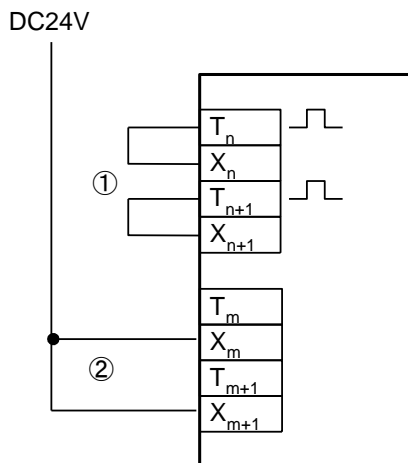 DC24V
Tn
Xn
①
Tn+1
Xn+1
Tm
Xm
②
Tm+1
Xm+1